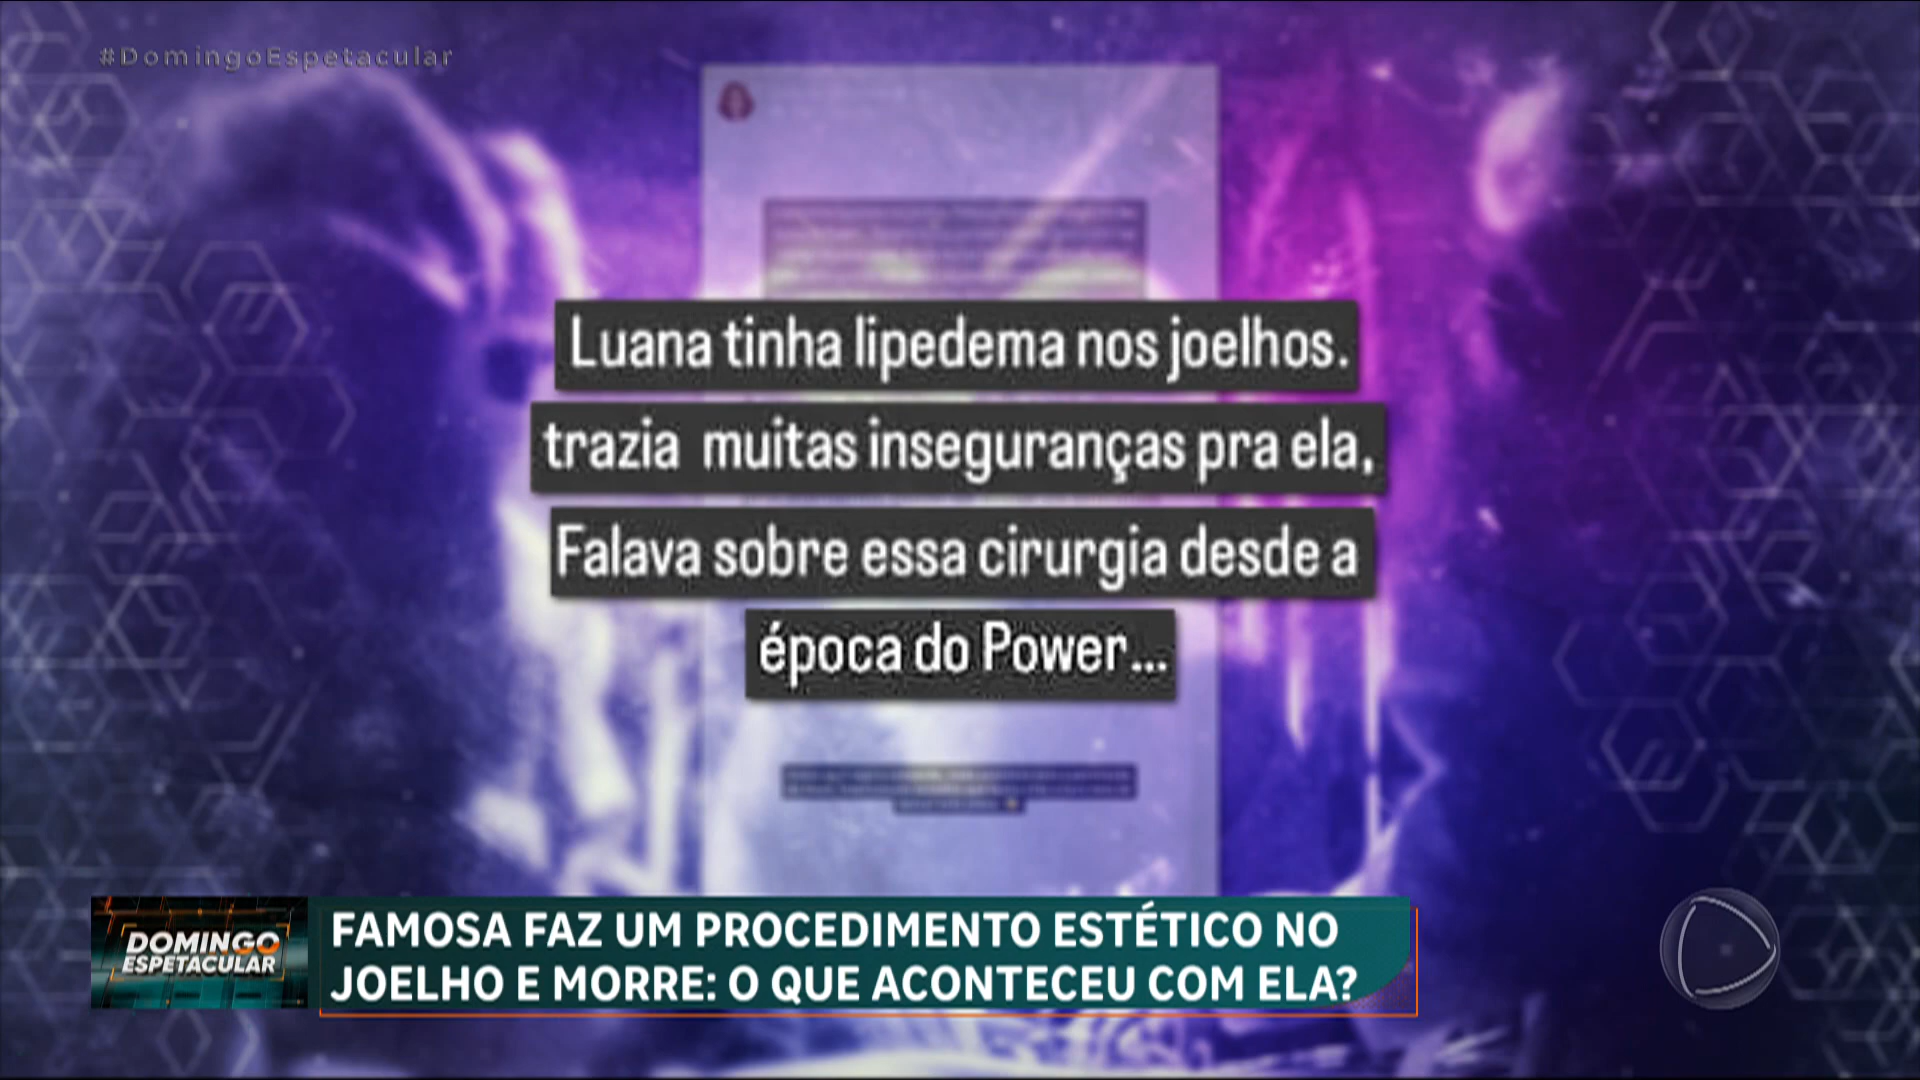 #DomingoEspetacular
Luana tinha lipedema nos joelhos.
trazia muitas inseguranças pra ela,
Falava sobre essa cirurgia desde a
época do Power...
DOMINGO
ESPETACULAR
FAMOSA FAZ UM PROCEDIMENTO ESTÉTICO NO
JOELHO E MORRE: O QUE ACONTECEU COM ELA?